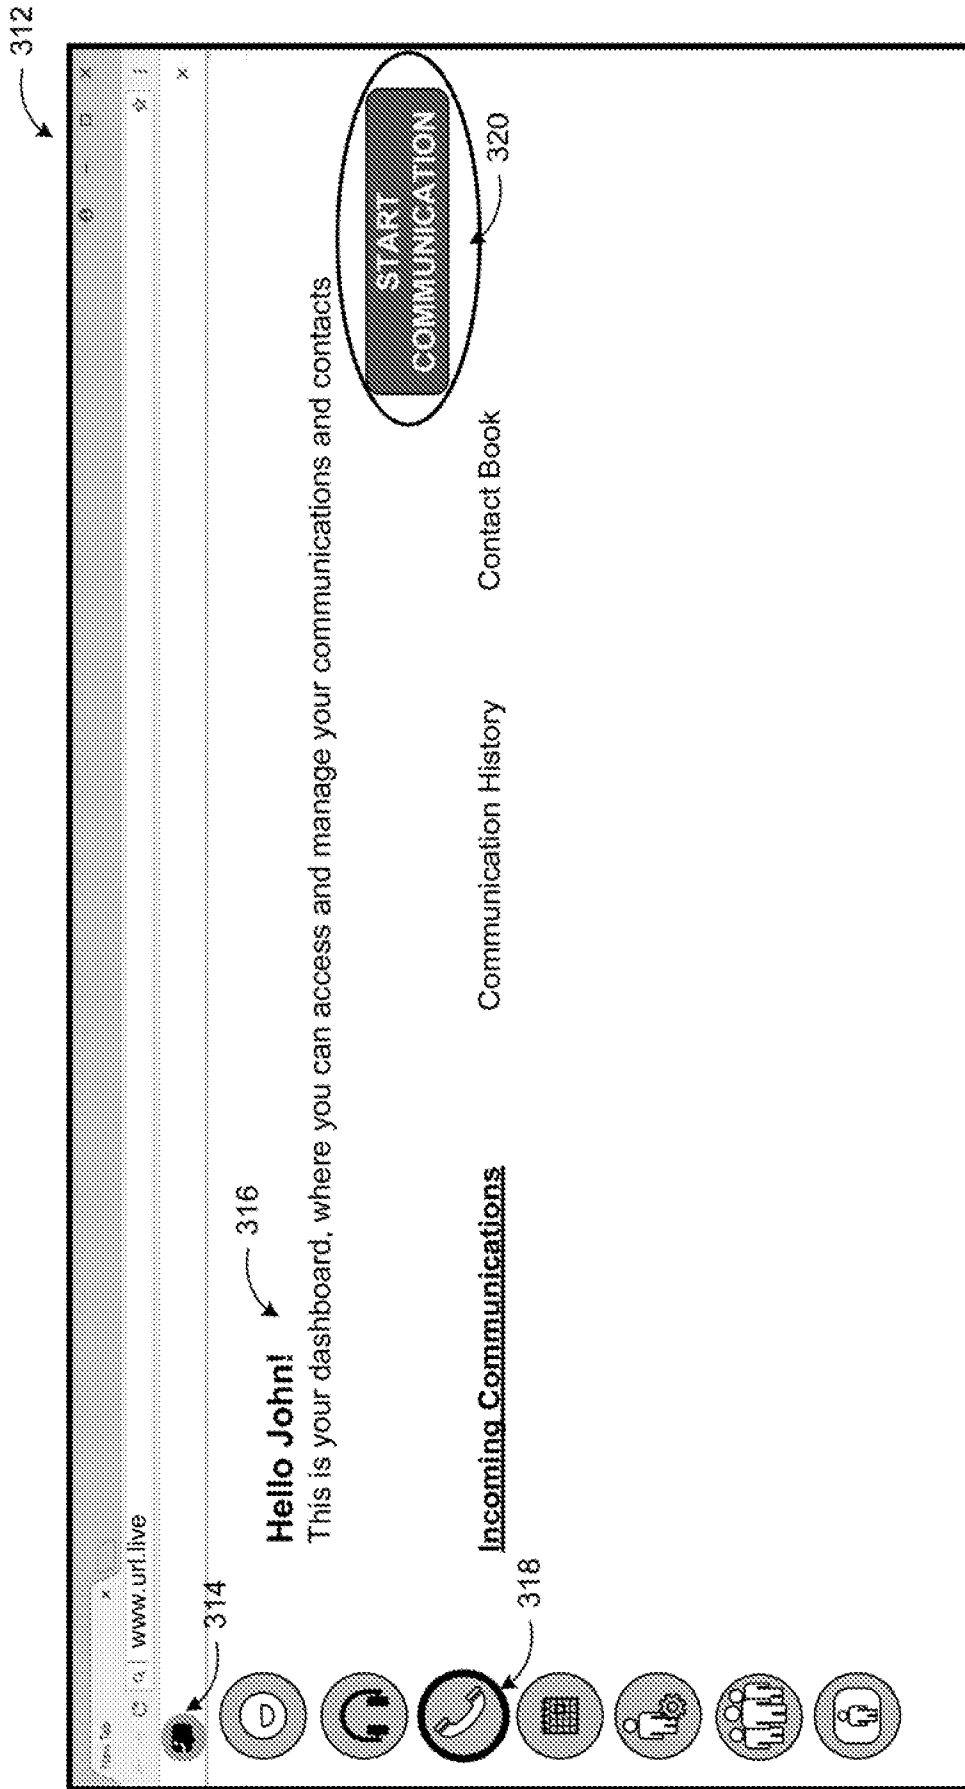 312
www.url.live
314
316
Hello John!
This is your dashboard, where you can access and manage your communications and contacts
START
COMMUNICATION
320
Incoming Communications
Communication History
Contact Book
318